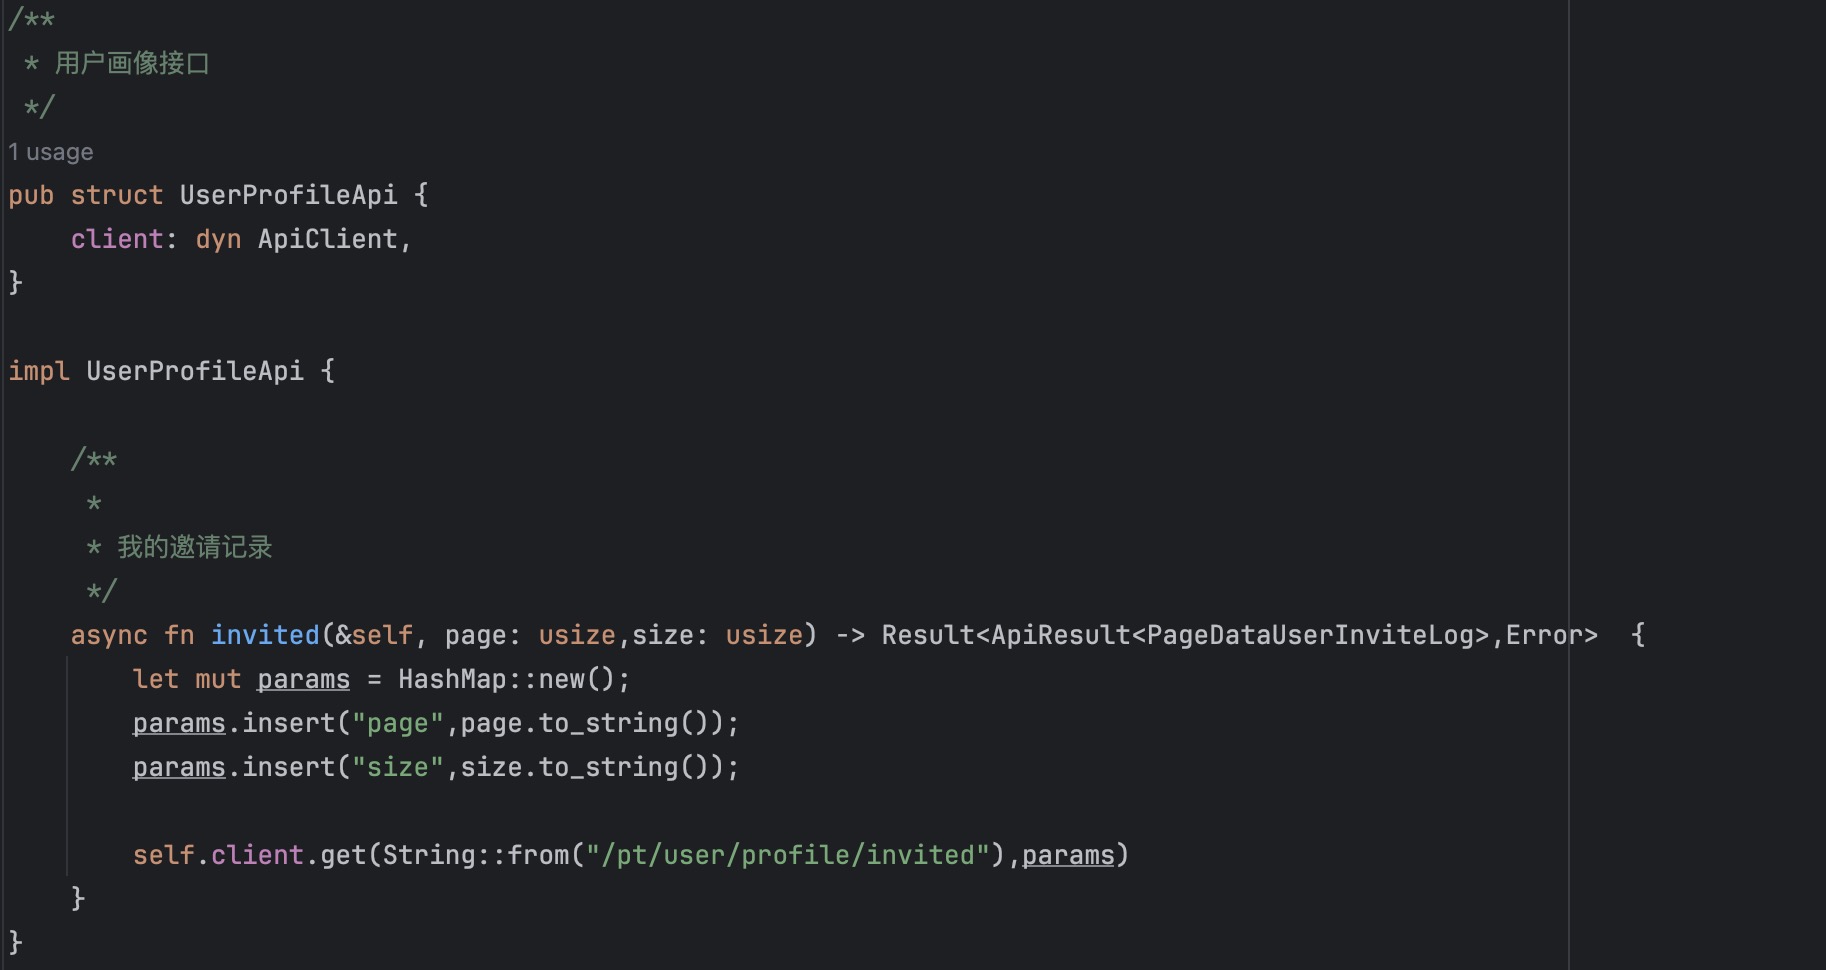 /**
 * 用户画像接口
 */
1 usage
pub struct UserProfileApi {
    client: dyn ApiClient,
}
impl UserProfileApi {
    /**
     *
     * 我的邀请记录
     */
    async fn invited(&self, page: usize,size: usize) -> Result<ApiResult<PageDataUserInviteLog>,Error>  {
        let mut params = HashMap::new();
        params.insert("page",page.to_string());
        params.insert("size",size.to_string());
        self.client.get(String::from("/pt/user/profile/invited"),params)
    }
}